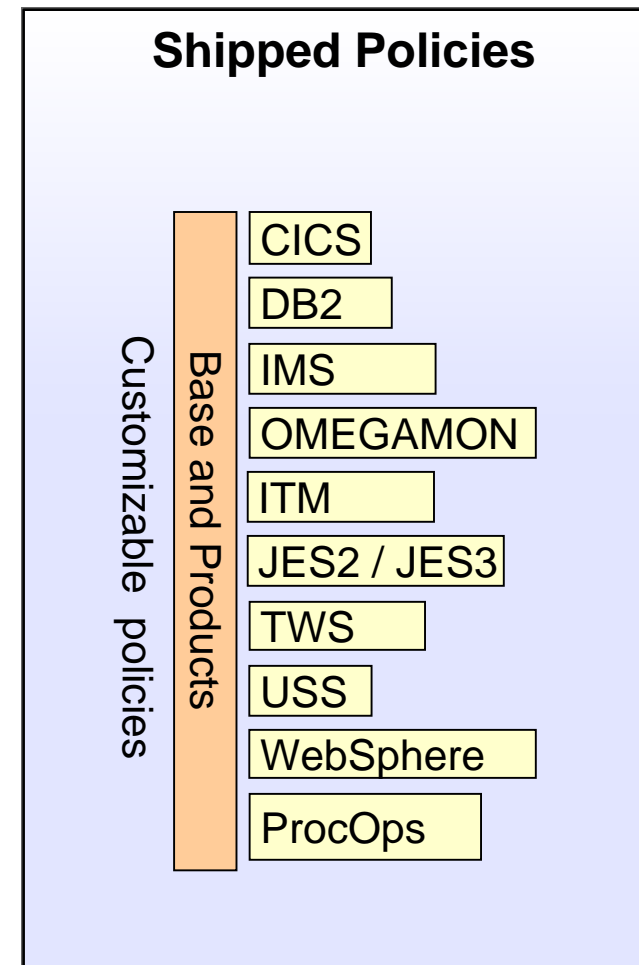 Shipped Policies
Customizable policies
Base and Products
CICS
DB2
IMS
OMEGAMON
ITM
JES2 / JES3
TWS
USS
WebSphere
ProcOps